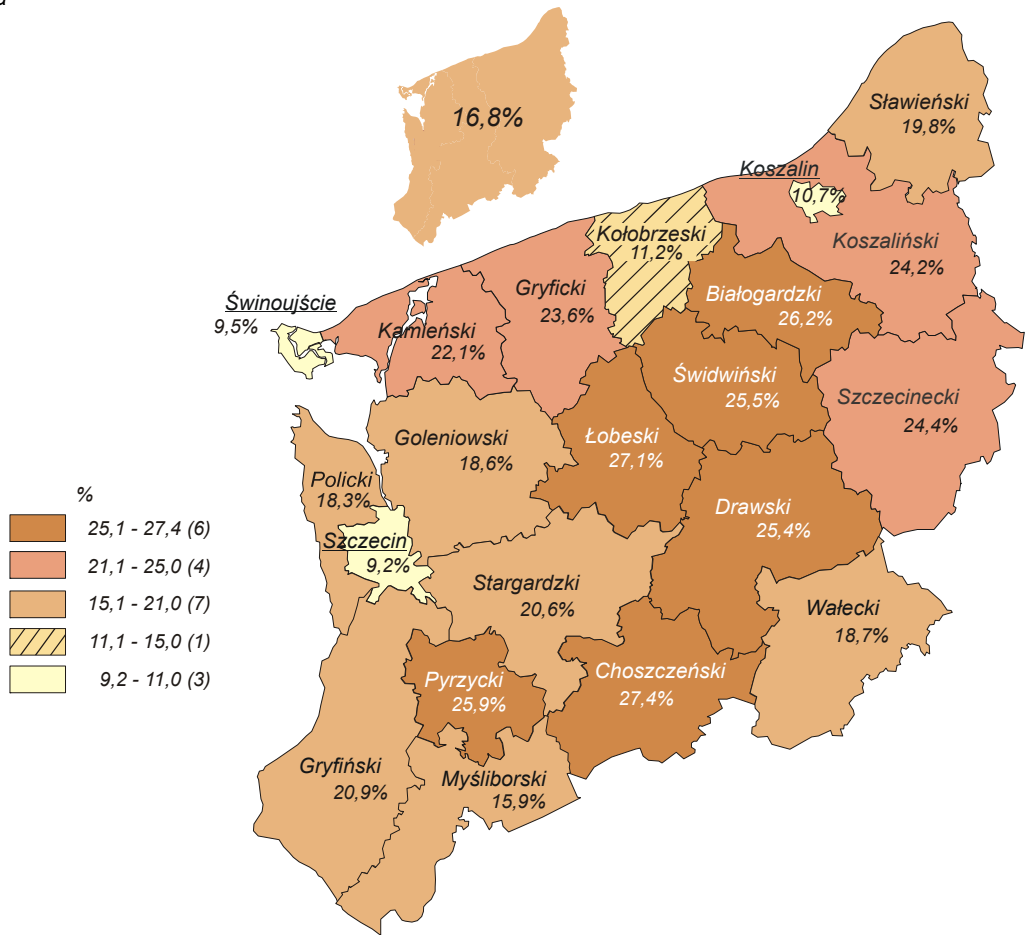 16,8%
Sławieński
19,8%
Koszalin
10,7%
Kołobrzeski
11,2%
Koszaliński
24,2%
Białogardzki
26,2%
Gryficki
23,6%
Świnoujście
9,5%
Kamieński
22,1%
Świdwiński
25,5%
Szczecinecki
24,4%
Goleniowski
18,6%
Łobeski
27,1%
Policki
18,3%
Drawski
25,4%
Szczecin
9,2%
Stargardzki
20,6%
Wałecki
18,7%
Pyrzycki
25,9%
Choszczeński
27,4%
Gryfiński
20,9%
Myśliborski
15,9%
%
25,1 - 27,4 (6)
21,1 - 25,0 (4)
15,1 - 21,0 (7)
11,1 - 15,0 (1)
9,2 - 11,0 (3)